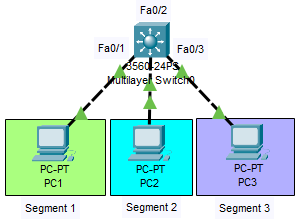 Fa0/2
Fa0/1
Fa0/3
3560-24PS
Multilayer Switch0
PC-PT
PC1
PC-PT
PC2
PC-PT
PC3
Segment 1
Segment 2
Segment 3